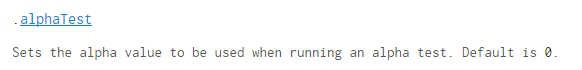 .alphaTest
Sets the alpha value to be used when running an alpha test. Default is 0.